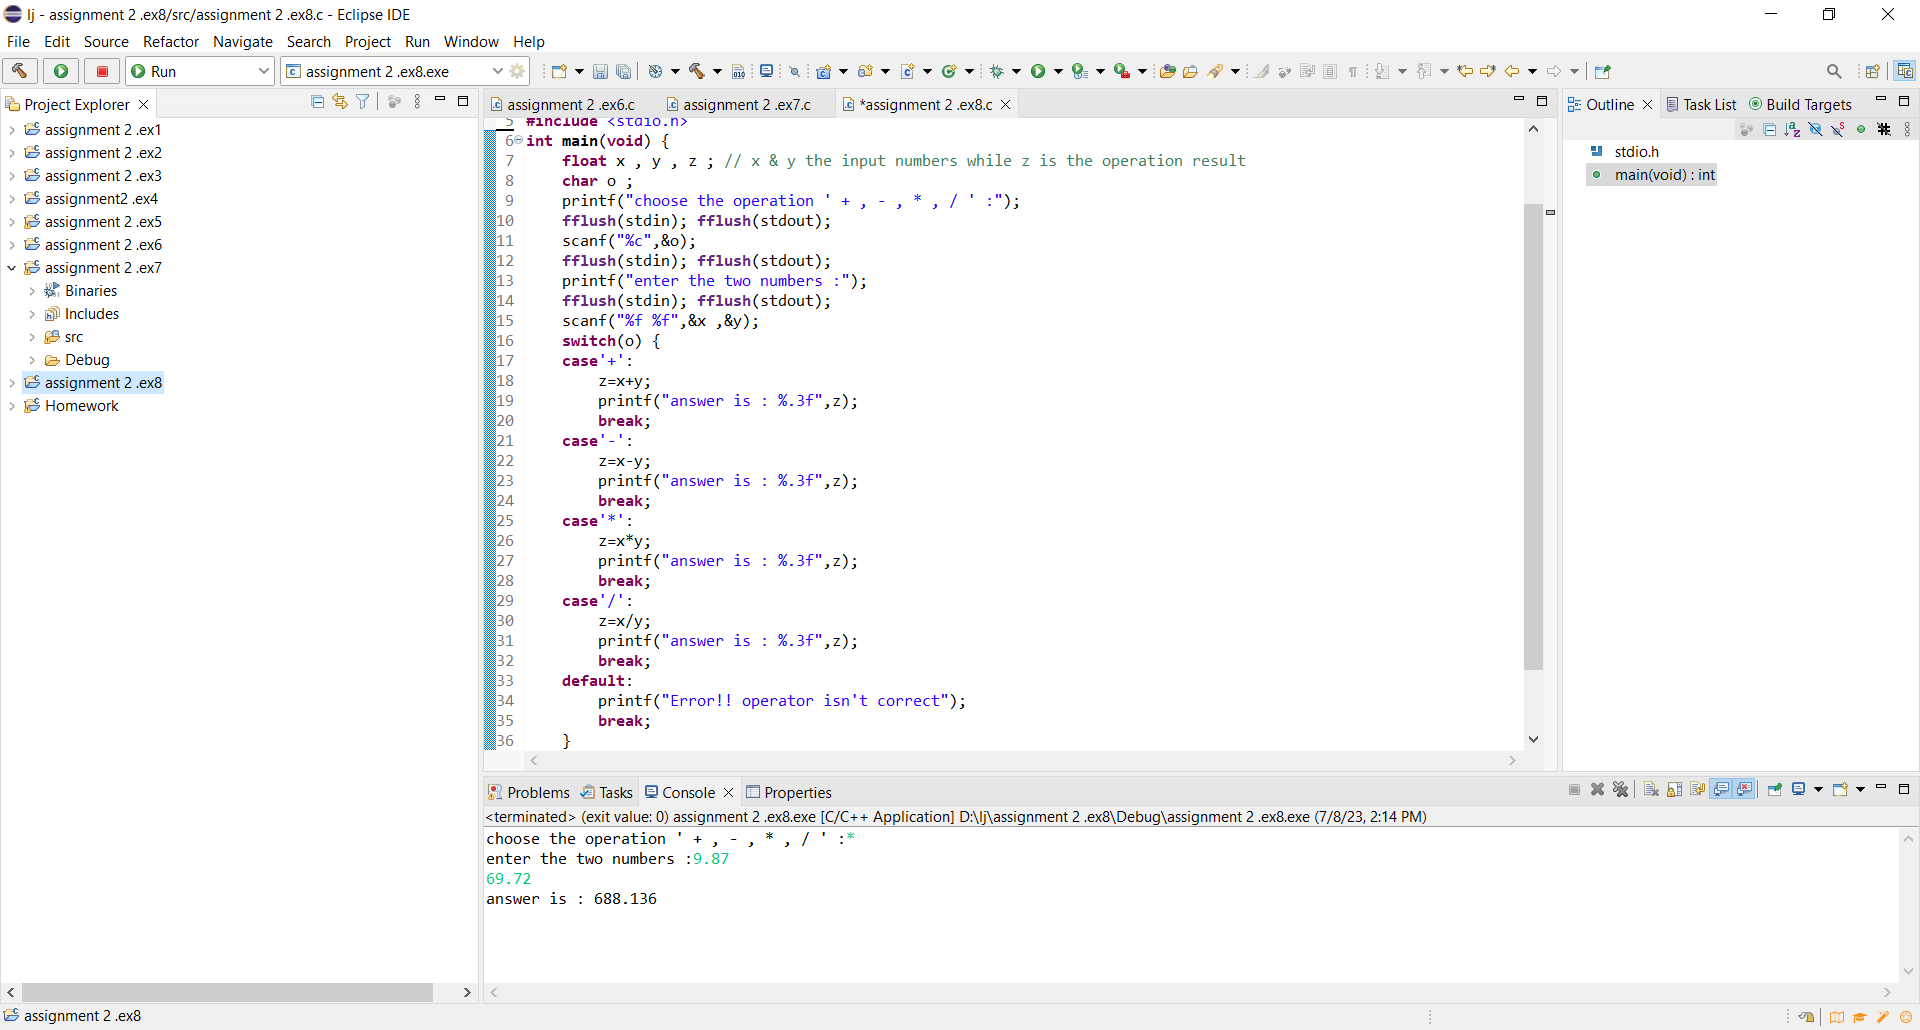 lj - assignment 2 .ex8/src/assignment 2 .ex8.c - Eclipse IDE
File Edit Source Refactor Navigate Search Project Run Window Help
Run assignment 2 .ex8.exe
Project Explorer
assignment 2 .ex1
assignment 2 .ex2
assignment 2 .ex3
assignment2 .ex4
assignment 2 .ex5
assignment 2 .ex6
assignment 2 .ex7
Binaries
Includes
src
Debug
assignment 2 .ex8
Homework
assignment 2 .ex6.c assignment 2 .ex7.c *assignment 2 .ex8.c
5 #include <stdio.h>
6 int main(void) {
7 float x , y , z ; // x & y the input numbers while z is the operation result
8 char o ;
9 printf("choose the operation ' + , - , * , / ' :");
10 fflush(stdin); fflush(stdout);
11 scanf("%c",&o);
12 fflush(stdin); fflush(stdout);
13 printf("enter the two numbers :");
14 fflush(stdin); fflush(stdout);
15 scanf("%f %f",&x ,&y);
16 switch(o) {
17 case'+':
18 z=x+y;
19 printf("answer is : %.3f",z);
20 break;
21 case'-':
22 z=x-y;
23 printf("answer is : %.3f",z);
24 break;
25 case'*':
26 z=x*y;
27 printf("answer is : %.3f",z);
28 break;
29 case'/':
30 z=x/y;
31 printf("answer is : %.3f",z);
32 break;
33 default:
34 printf("Error!! operator isn't correct");
35 break;
36 }
Outline Task List Build Targets
stdio.h
main(void) : int
Problems Tasks Console Properties
<terminated> (exit value: 0) assignment 2 .ex8.exe [C/C++ Application] D:\lj\assignment 2 .ex8\Debug\assignment 2 .ex8.exe (7/8/23, 2:14 PM)
choose the operation ' + , - , * , / ' :*
enter the two numbers :9.87
69.72
answer is : 688.136
assignment 2 .ex8